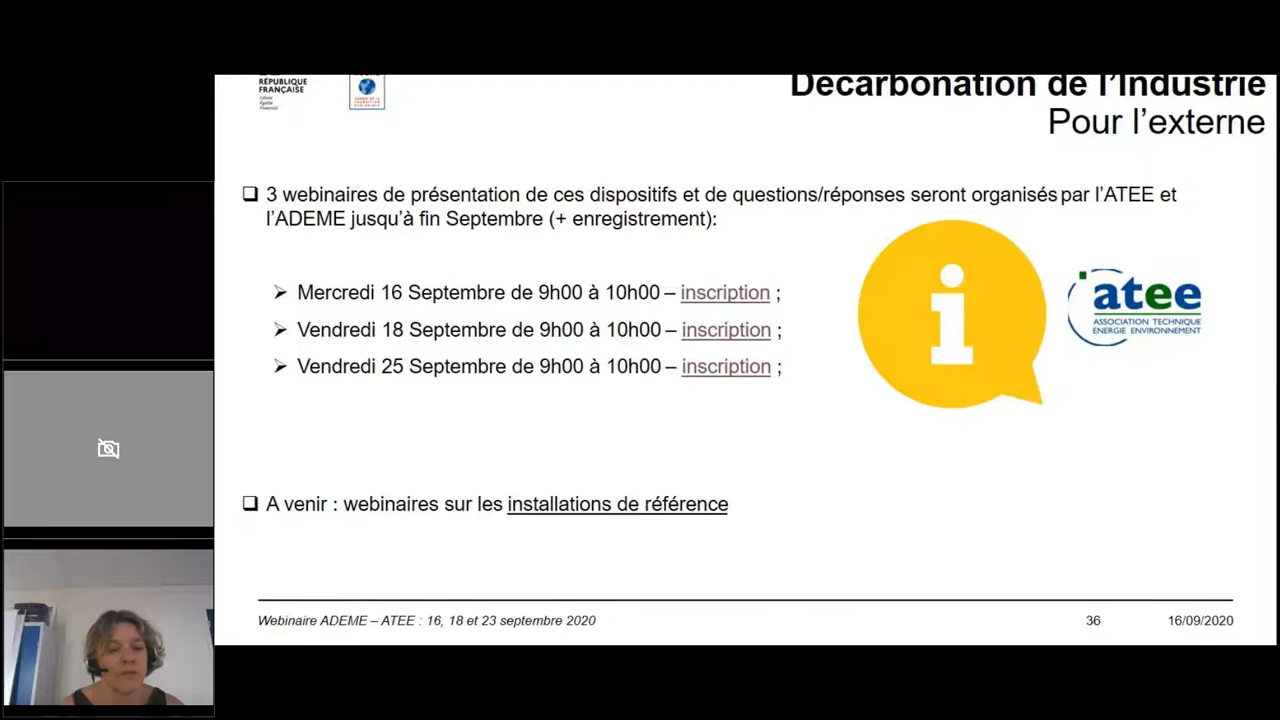 RÉPUBLIQUE
FRANÇAISE
Liberté
Égalité
Fraternité
Décarbonation de l'Industrie
Pour l'externe
3 webinaires de présentation de ces dispositifs et de questions/réponses seront organisés par l'ATEE et
l'ADEME jusqu'à fin Septembre (+ enregistrement):
Mercredi 16 Septembre de 9h00 à 10h00 – inscription ;
Vendredi 18 Septembre de 9h00 à 10h00 – inscription ;
Vendredi 25 Septembre de 9h00 à 10h00 – inscription ;
i
atee
ASSOCIATION TECHNIQUE
ENERGIE ENVIRONNEMENT
A venir : webinaires sur les installations de référence
Webinaire ADEME – ATEE : 16, 18 et 23 septembre 2020
36
16/09/2020